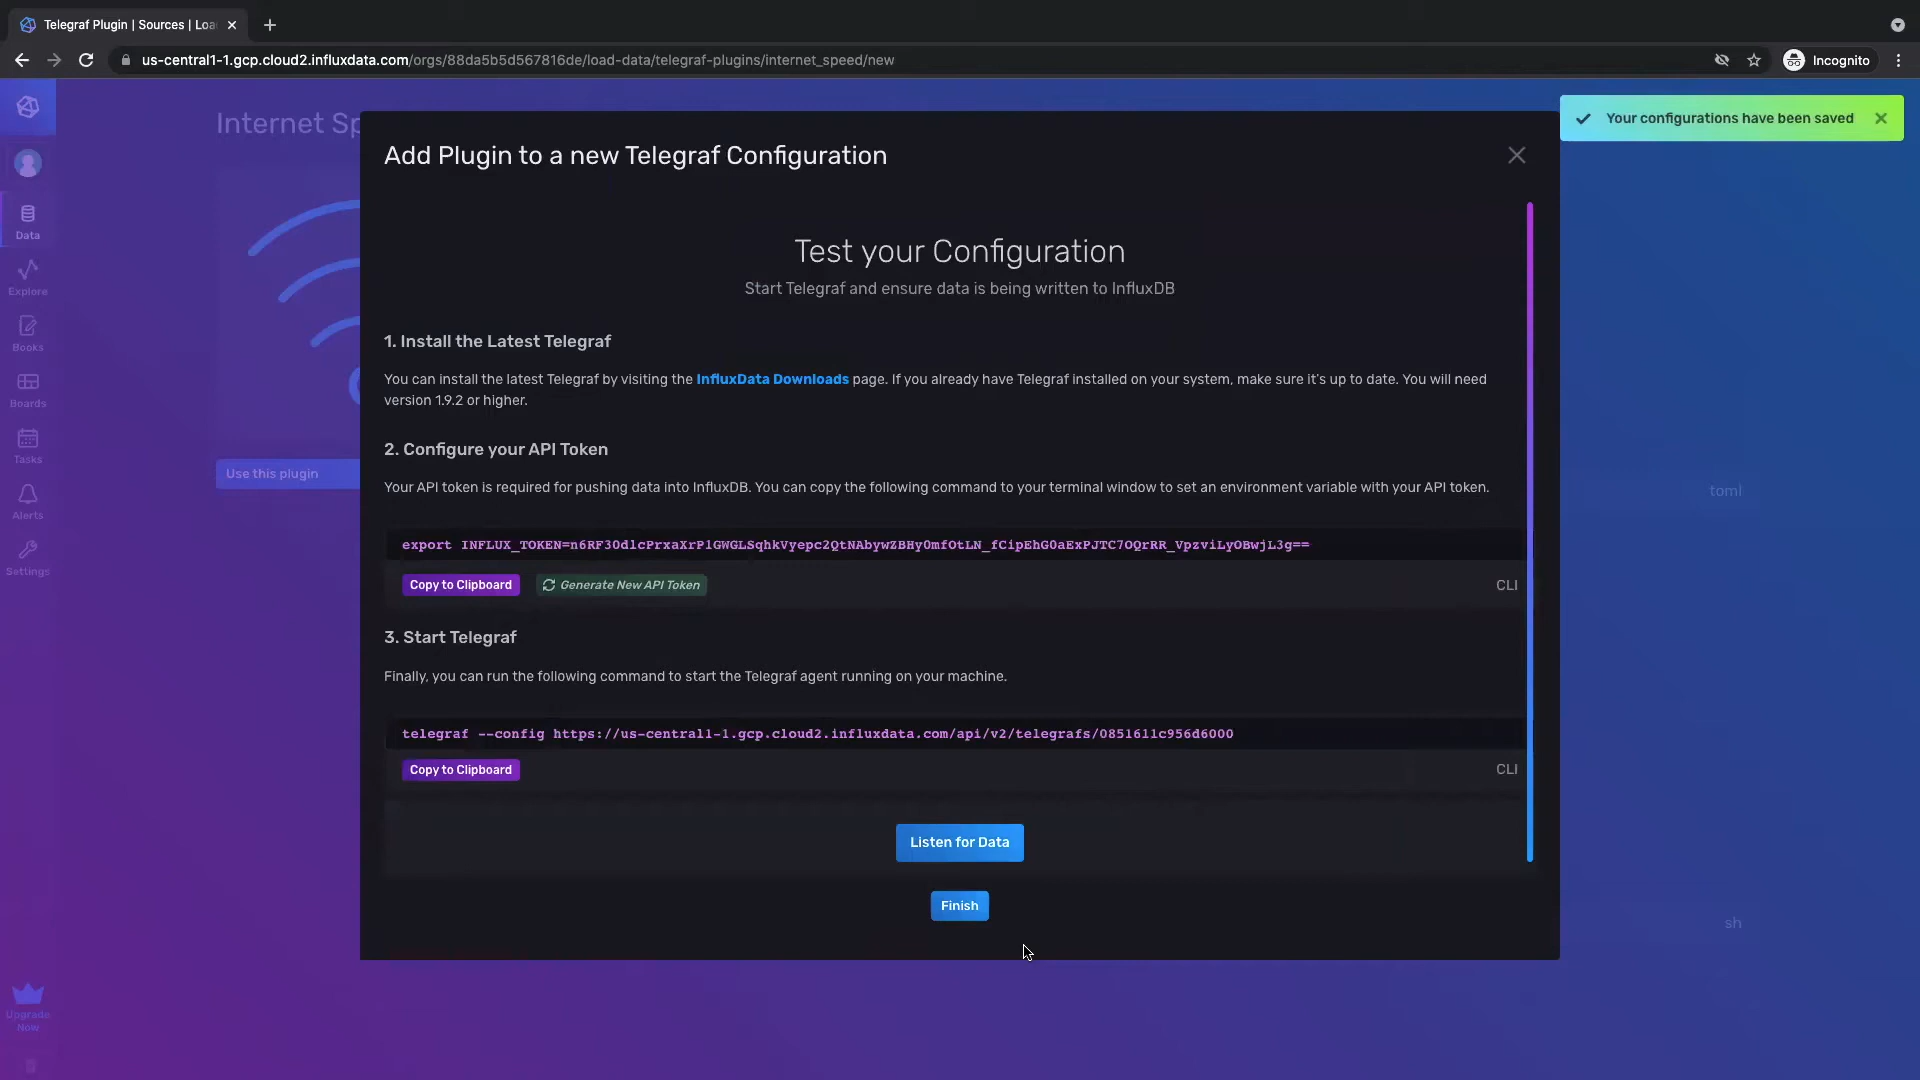 Telegraf Plugin | Sources | Loa
us-central1-1.gcp.cloud2.influxdata.com/orgs/88da5b5d567816de/load-data/telegraf-plugins/internet_speed/new
Incognito
Internet Sp
Your configurations have been saved
Add Plugin to a new Telegraf Configuration
Data
Explore
Books
Boards
Tasks
Alerts
Settings
Upgrade
Now
Use this plugin
Test your Configuration
Start Telegraf and ensure data is being written to InfluxDB
1. Install the Latest Telegraf
You can install the latest Telegraf by visiting the InfluxData Downloads page. If you already have Telegraf installed on your system, make sure it's up to date. You will need
version 1.9.2 or higher.
2. Configure your API Token
Your API token is required for pushing data into InfluxDB. You can copy the following command to your terminal window to set an environment variable with your API token.
export INFLUX_TOKEN=n6RF3OdlcPrxaXrP1GWGLSqhkVyepc2QtNAbywZBHy0mfOtLN_fCipEhG0aExPJTC7OQrRR_VpzviLyOBwjL3g==
Copy to Clipboard
Generate New API Token
CLI
3. Start Telegraf
Finally, you can run the following command to start the Telegraf agent running on your machine.
telegraf --config https://us-central1-1.gcp.cloud2.influxdata.com/api/v2/telegrafs/0851611c956d6000
Copy to Clipboard
CLI
Listen for Data
Finish
toml
sh